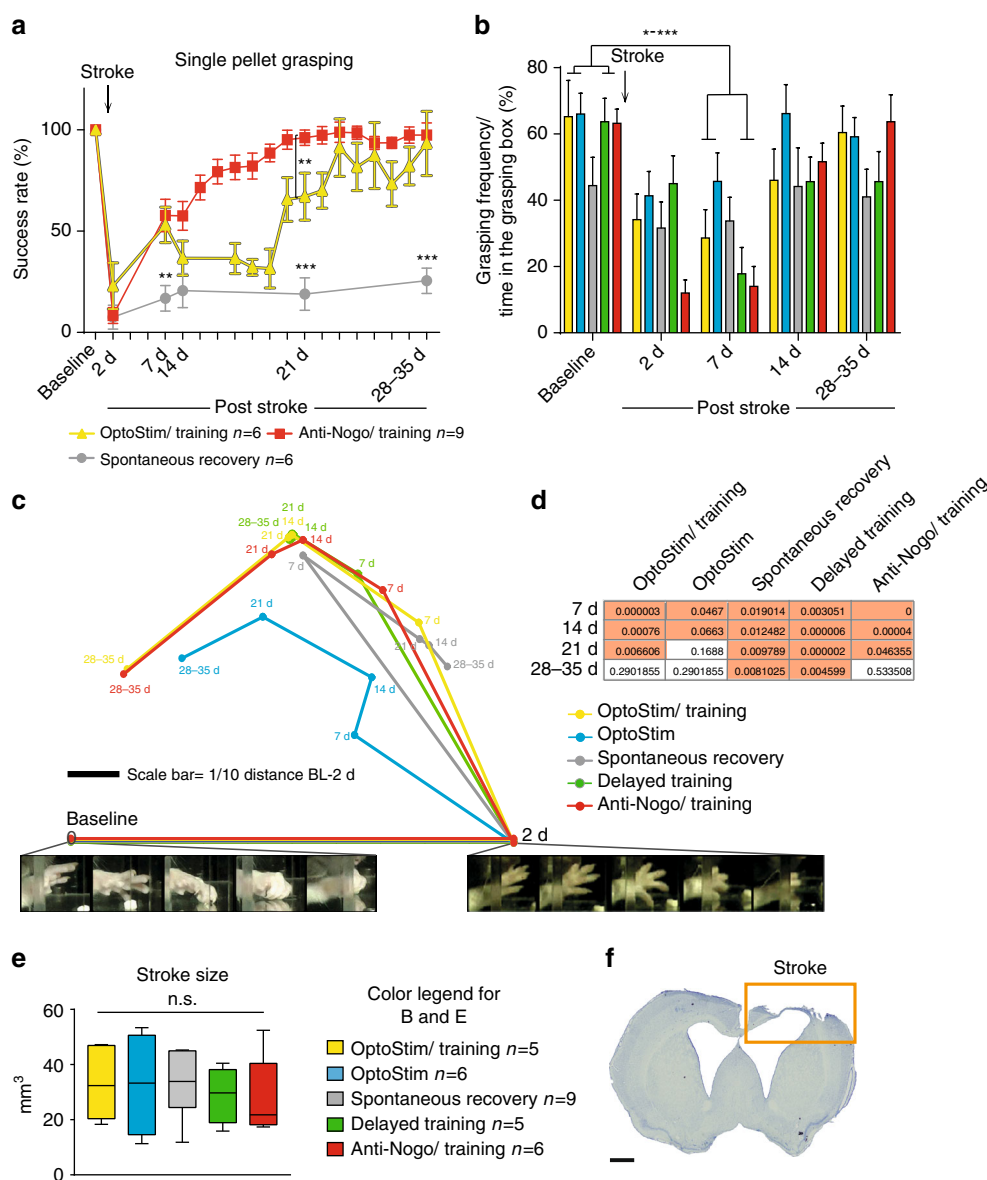 a
Single pellet grasping
Stroke
Success rate (%)
100
50
0
**
**
***
***
Baseline
2 d
7 d
14 d
21 d
28–35 d
Post stroke
OptoStim/ training n=6
Anti-Nogo/ training n=9
Spontaneous recovery n=6
b
*-***
Stroke
Grasping frequency/
time in the grasping box (%)
80
60
40
20
0
Baseline
2 d
7 d
14 d
28–35 d
Post stroke
c
21 d
28–35 d
14 d
14 d
21 d
14 d
21 d
7 d
7 d
7 d
7 d
21 d
14 d
28–35 d
21 d
28–35 d
28–35 d
28–35 d
14 d
7 d
Scale bar= 1/10 distance BL-2 d
Baseline
2 d
d
OptoStim/ training
OptoStim
Spontaneous recovery
Delayed training
Anti-Nogo/ training
7 d 0.000003 0.0467 0.019014 0.003051 0
14 d 0.00076 0.0663 0.012482 0.000006 0.00004
21 d 0.006606 0.1688 0.009789 0.000002 0.046355
28–35 d 0.2901855 0.2901855 0.0081025 0.004599 0.533508
OptoStim/ training
OptoStim
Spontaneous recovery
Delayed training
Anti-Nogo/ training
e
Stroke size
n.s.
mm3
60
40
20
0
Color legend for
B and E
OptoStim/ training n=5
OptoStim n=6
Spontaneous recovery n=9
Delayed training n=5
Anti-Nogo/ training n=6
f
Stroke